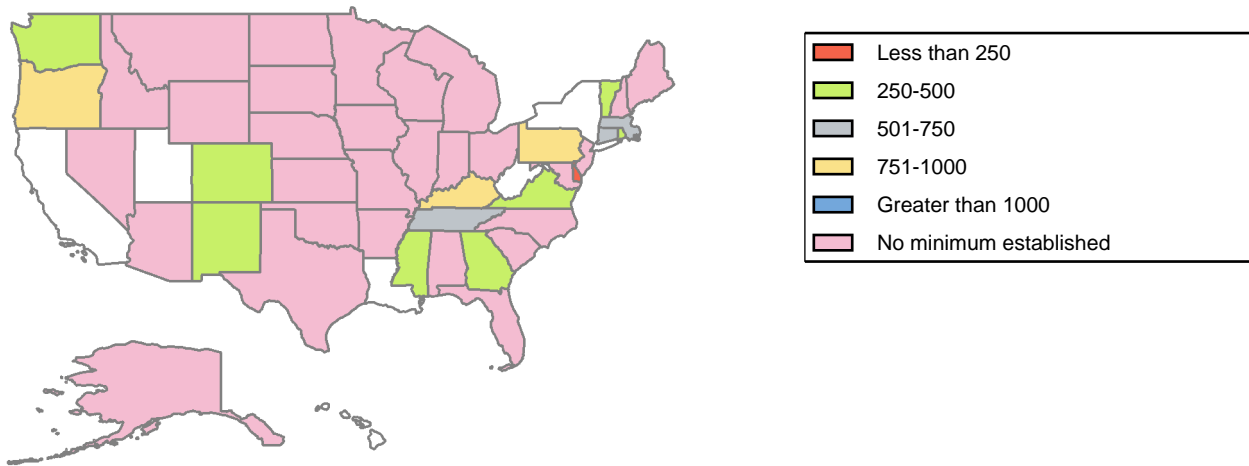 Less than 250
250-500
501-750
751-1000
Greater than 1000
No minimum established